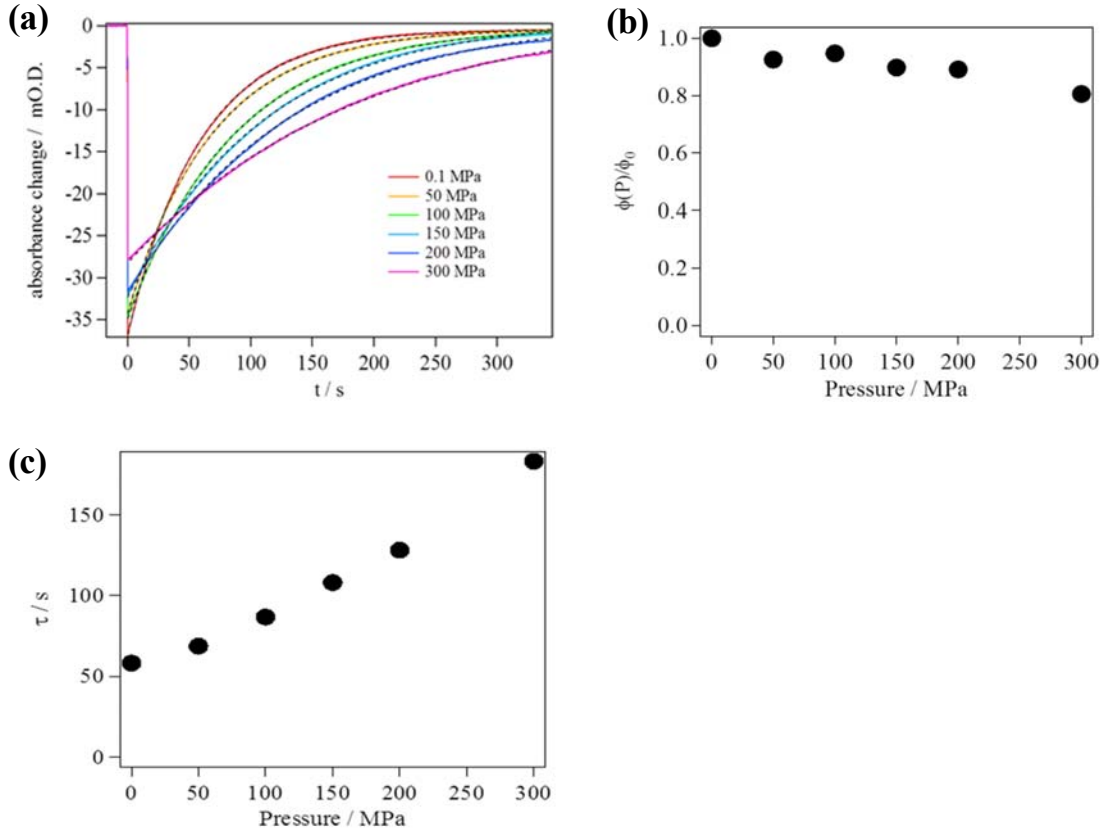 (a)
0
-5
-10
-15
-20
-25
-30
-35
absorbance change / mO.D.
0.1 MPa
50 MPa
100 MPa
150 MPa
200 MPa
300 MPa
0 50 100 150 200 250 300
t / s
(b)
1.0
0.8
0.6
0.4
0.2
0.0
ϕ(P)/ϕ0
0 50 100 150 200 250 300
Pressure / MPa
(c)
150
100
50
0
τ / s
0 50 100 150 200 250 300
Pressure / MPa